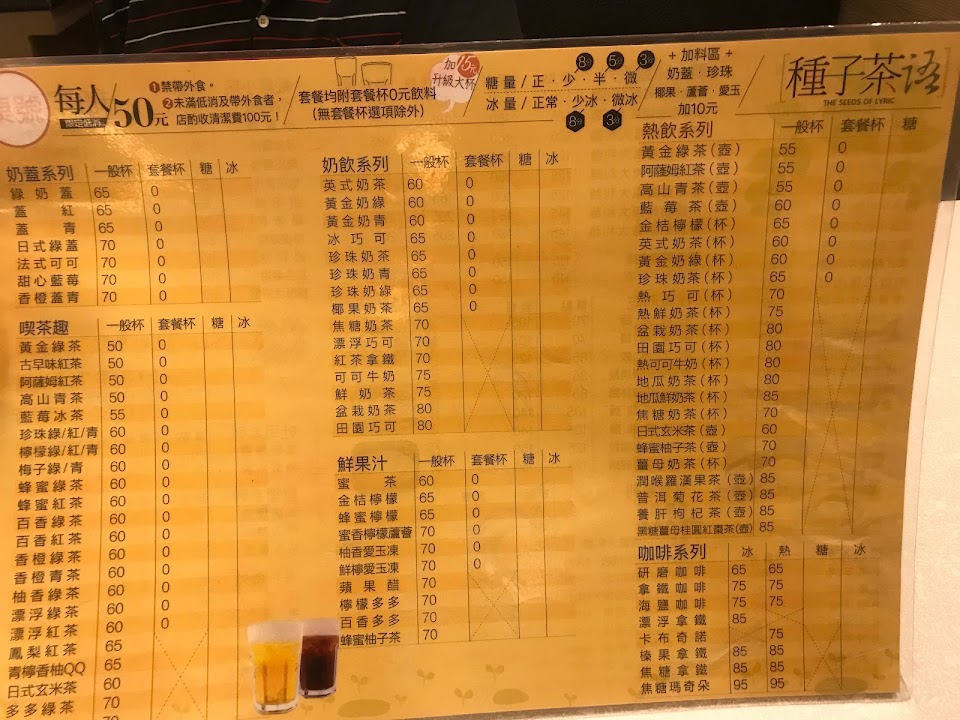 每人50元
限定低消
❶禁帶外食。
❷未滿低消及帶外食者，
店酌收清潔費100元！
套餐均附套餐杯0元飲料
(無套餐杯選項除外)
加15元
升級大杯
8分 5分 3分
糖量 / 正·少·半·微
冰量 / 正常·少冰·微冰
8分 3分
+ 加料區 +
奶蓋·珍珠
椰果·蘆薈·愛玉
加10元
種子茶語
THE SEEDS OF LYRIC
奶蓋系列 一般杯 套餐杯 糖 冰
綠奶蓋 65 0
蓋紅 65 0
蓋青 65 0
日式綠蓋 70 0
法式可可 70 0
甜心藍莓 70 0
香橙蓋青 70 0
喫茶趣 一般杯 套餐杯 糖 冰
黃金綠茶 50 0
古早味紅茶 50 0
阿薩姆紅茶 50 0
高山青茶 50 0
藍莓冰茶 55 0
珍珠綠/紅/青 60 0
檸檬綠/紅/青 60 0
梅子綠/青 60 0
蜂蜜綠茶 60 0
蜂蜜紅茶 60 0
百香綠茶 60 0
百香紅茶 60 0
香橙綠茶 60 0
香橙青茶 60 0
柚香綠茶 60 0
漂浮綠茶 60 0
漂浮紅茶 60
鳳梨紅茶 65
青檸香柚QQ 65
日式玄米茶 60
多多綠茶 70
奶飲系列 一般杯 套餐杯 糖 冰
英式奶茶 60 0
黃金奶綠 60 0
黃金奶青 60 0
冰巧可 65 0
珍珠奶茶 65 0
珍珠奶青 65 0
珍珠奶綠 65 0
椰果奶茶 65 0
焦糖奶茶 70
漂浮巧可 70
紅茶拿鐵 70
可可牛奶 75
鮮奶茶 75
盆栽奶茶 80
田園巧可 80
鮮果汁 一般杯 套餐杯 糖 冰
蜜茶 60 0
金桔檸檬 65 0
蜂蜜檸檬 65 0
蜜香檸檬蘆薈 70 0
柚香愛玉凍 70 0
鮮檸愛玉凍 70 0
蘋果醋 70
檸檬多多 70
百香多多 70
蜂蜜柚子茶 70
熱飲系列 一般杯 套餐杯 糖
黃金綠茶(壺) 55 0
阿薩姆紅茶(壺) 55 0
高山青茶(壺) 55 0
藍莓茶(壺) 60 0
金桔檸檬(杯) 65 0
英式奶茶(杯) 60 0
黃金奶綠(杯) 60 0
珍珠奶茶(杯) 65 0
熱巧可(杯) 70
熱鮮奶茶(杯) 75
盆栽奶茶(杯) 80
田園巧可(杯) 80
熱可可牛奶(杯) 80
地瓜奶茶(杯) 80
地瓜鮮奶茶(杯) 85
焦糖奶茶(杯) 70
日式玄米茶(壺) 60
蜂蜜柚子茶(壺) 70
薑母奶茶(杯) 70
潤喉羅漢果茶(壺) 85
普洱菊花茶(壺) 85
養肝枸杞茶(壺) 85
黑糖薑母桂圓紅棗茶(壺) 85
咖啡系列 冰 熱 糖 冰
研磨咖啡 65 65
拿鐵咖啡 75 75
海鹽咖啡 75 75
漂浮拿鐵 85
卡布奇諾 75
榛果拿鐵 85 85
焦糖拿鐵 85 85
焦糖瑪奇朵 95 95